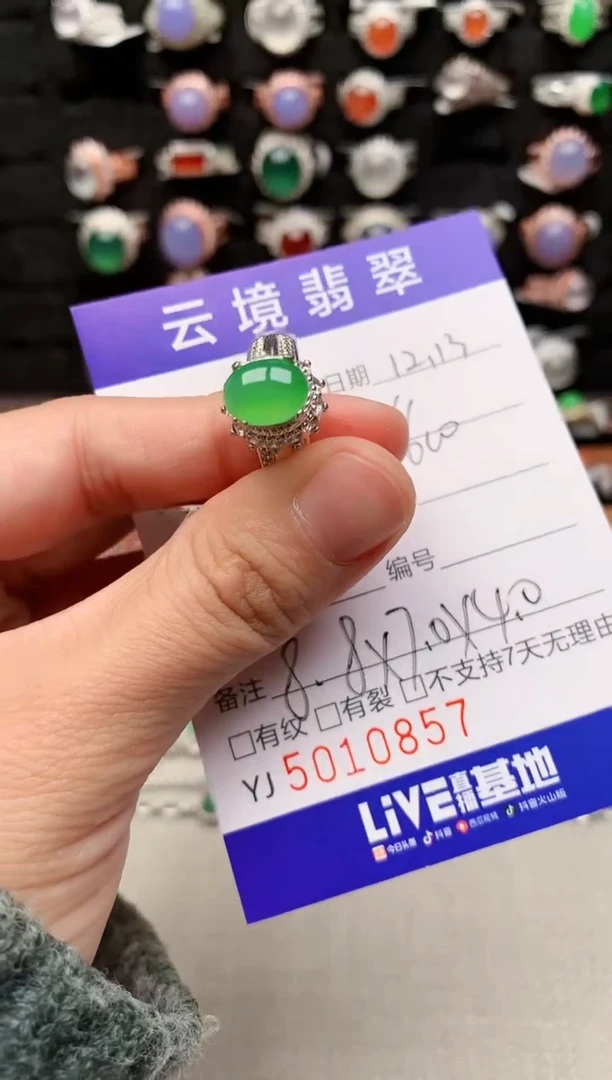 云境翡翠
日期 12.13
编号
备注 8.8X7.0X4.0
□有纹 □有裂 □不支持7天无理由
YJ 5010857
LIVE直播基地
今日头条 抖音 西瓜视频 抖音火山版